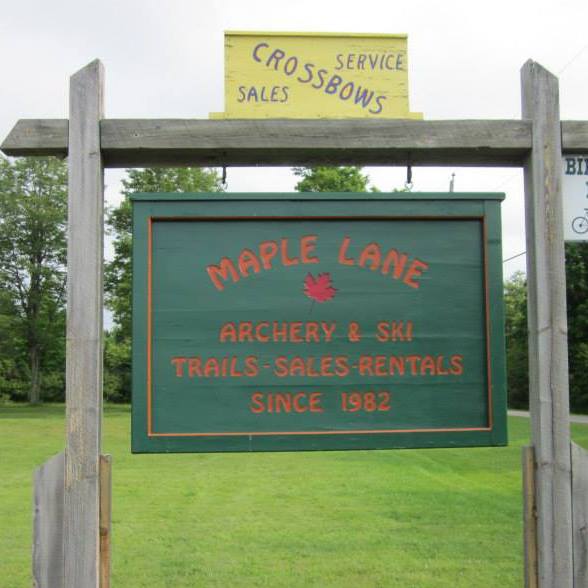 CROSSBOWS
SERVICE
SALES
MAPLE LANE
ARCHERY & SKI
TRAILS-SALES-RENTALS
SINCE 1982